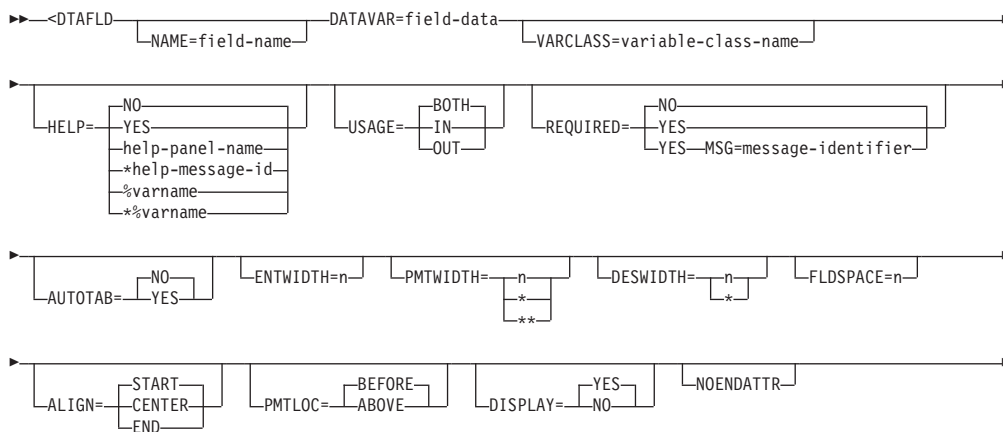 <DTAFLD DATAVAR=field-data
NAME=field-name VARCLASS=variable-class-name
NO BOTH NO
HELP= YES USAGE= IN REQUIRED= YES
help-panel-name OUT YES MSG=message-identifier
*help-message-id
%varname
*%varname
NO
AUTOTAB= YES ENTWIDTH=n PMTWIDTH= n DESWIDTH= n FLDSPACE=n
* *
**
START BEFORE YES NOENDATTR
ALIGN= CENTER PMTLOC= ABOVE DISPLAY= NO
END